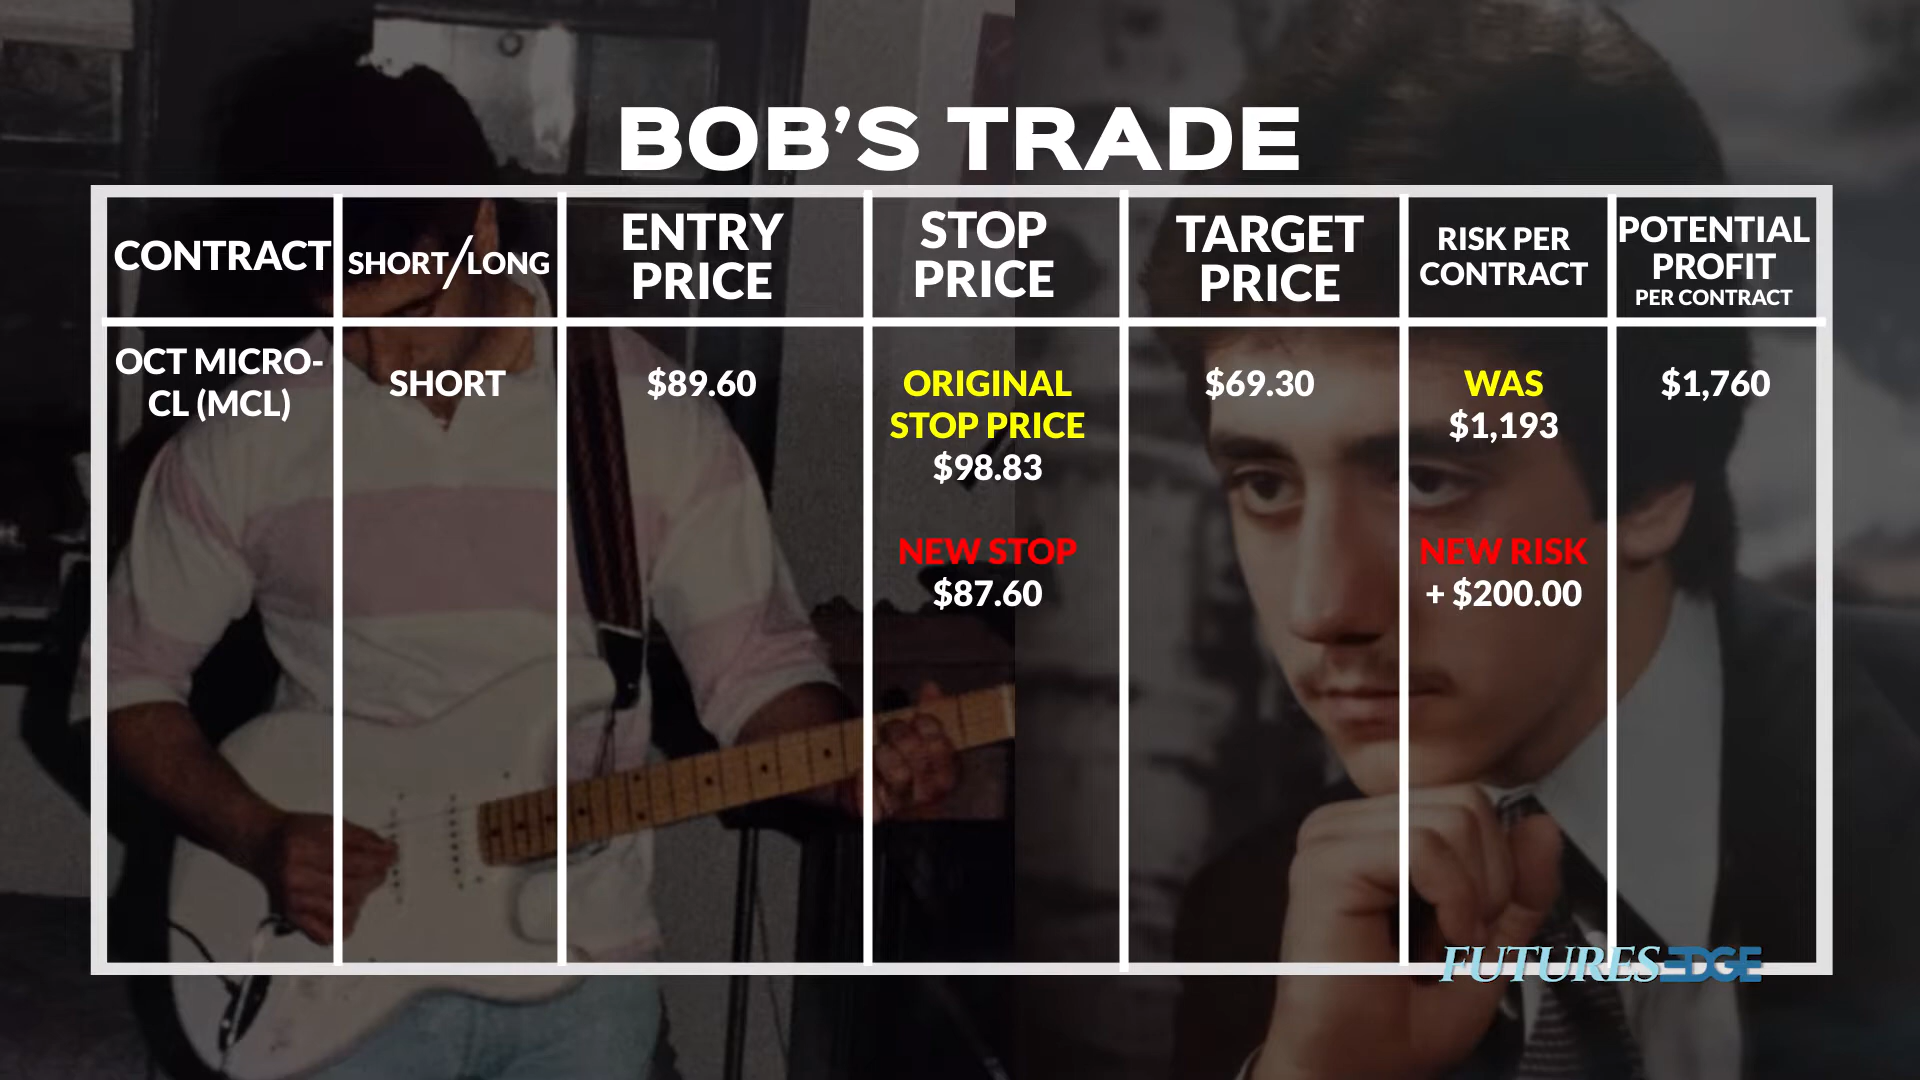 BOB'S TRADE
CONTRACT
SHORT/LONG
ENTRY
PRICE
STOP
PRICE
TARGET
PRICE
RISK PER
CONTRACT
POTENTIAL
PROFIT
PER CONTRACT
OCT MICRO-
CL (MCL)
SHORT
$89.60
ORIGINAL
STOP PRICE
$98.83
NEW STOP
$87.60
$69.30
WAS
$1,193
NEW RISK
+ $200.00
$1,760
FUTURESEDGE